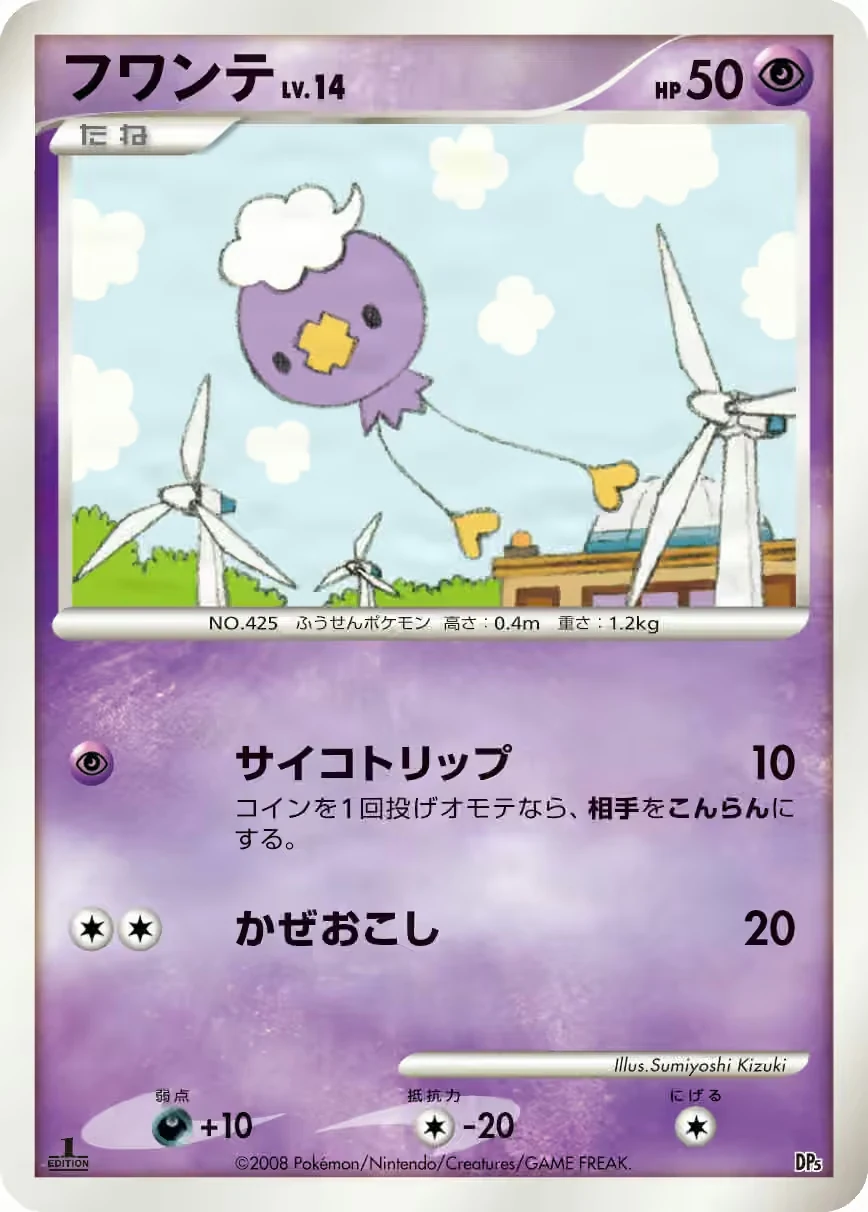 フワンテ LV.14 HP 50
たね
NO.425 ふうせんポケモン 高さ:0.4m 重さ:1.2kg
サイコトリップ 10
コインを1回投げオモテなら、相手をこんらんに
する。
かぜおこし 20
Illus.Sumiyoshi Kizuki
弱点 抵抗力 にげる
+10 -20
1 EDITION
©2008 Pokémon/Nintendo/Creatures/GAME FREAK.
DP5